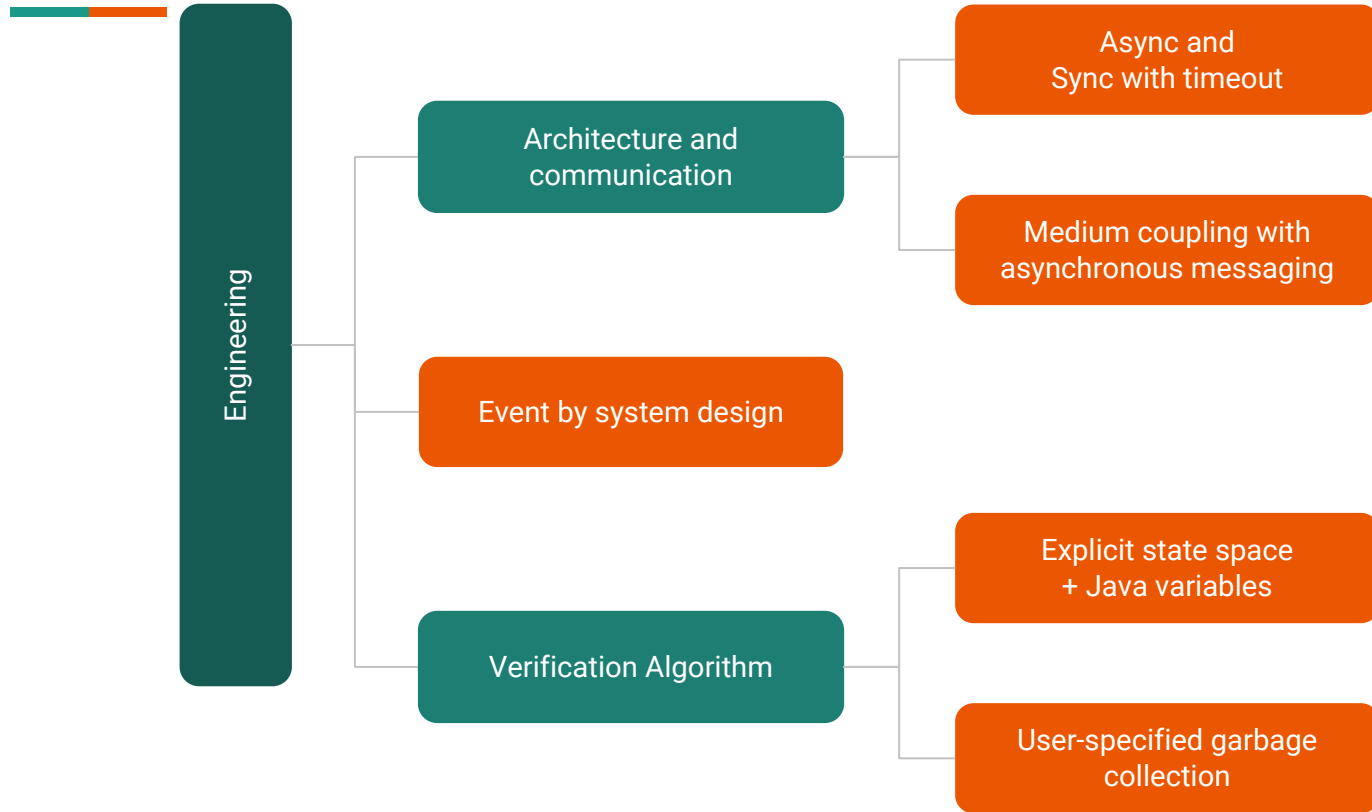 Engineering
Architecture and
communication
Async and
Sync with timeout
Medium coupling with
asynchronous messaging
Event by system design
Verification Algorithm
Explicit state space
+ Java variables
User-specified garbage
collection